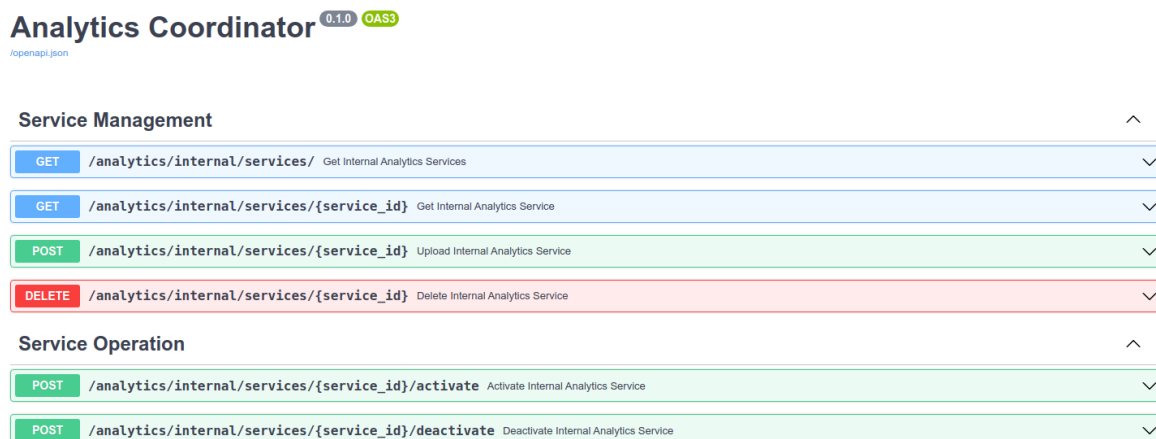 Analytics Coordinator 0.1.0 OAS3
/openapi.json
Service Management
GET /analytics/internal/services/ Get Internal Analytics Services
GET /analytics/internal/services/{service_id} Get Internal Analytics Service
POST /analytics/internal/services/{service_id} Upload Internal Analytics Service
DELETE /analytics/internal/services/{service_id} Delete Internal Analytics Service
Service Operation
POST /analytics/internal/services/{service_id}/activate Activate Internal Analytics Service
POST /analytics/internal/services/{service_id}/deactivate Deactivate Internal Analytics Service